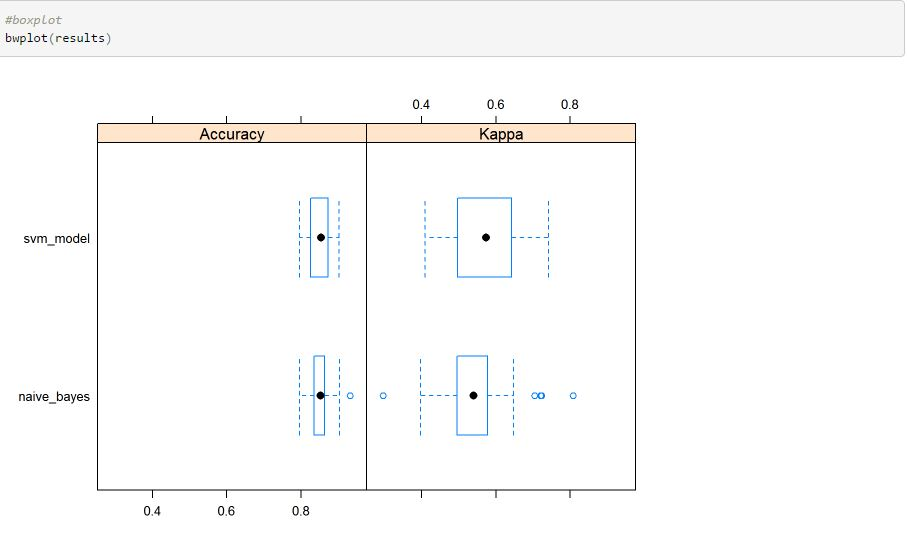 #boxplot
bwplot(results)
0.4 0.6 0.8
Accuracy Kappa
svm_model
naive_bayes
0.4 0.6 0.8